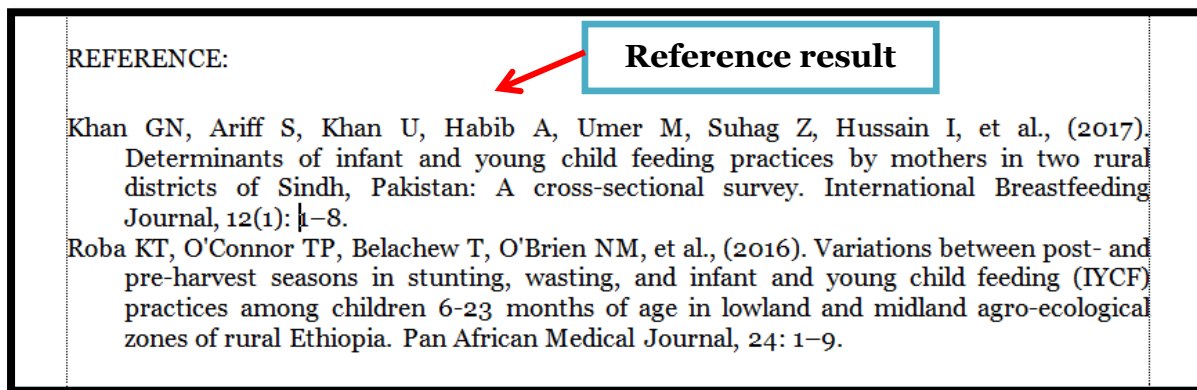 REFERENCE:
Reference result
Khan GN, Ariff S, Khan U, Habib A, Umer M, Suhag Z, Hussain I, et al., (2017).
Determinants of infant and young child feeding practices by mothers in two rural
districts of Sindh, Pakistan: A cross-sectional survey. International Breastfeeding
Journal, 12(1): 1–8.
Roba KT, O'Connor TP, Belachew T, O'Brien NM, et al., (2016). Variations between post- and
pre-harvest seasons in stunting, wasting, and infant and young child feeding (IYCF)
practices among children 6-23 months of age in lowland and midland agro-ecological
zones of rural Ethiopia. Pan African Medical Journal, 24: 1–9.